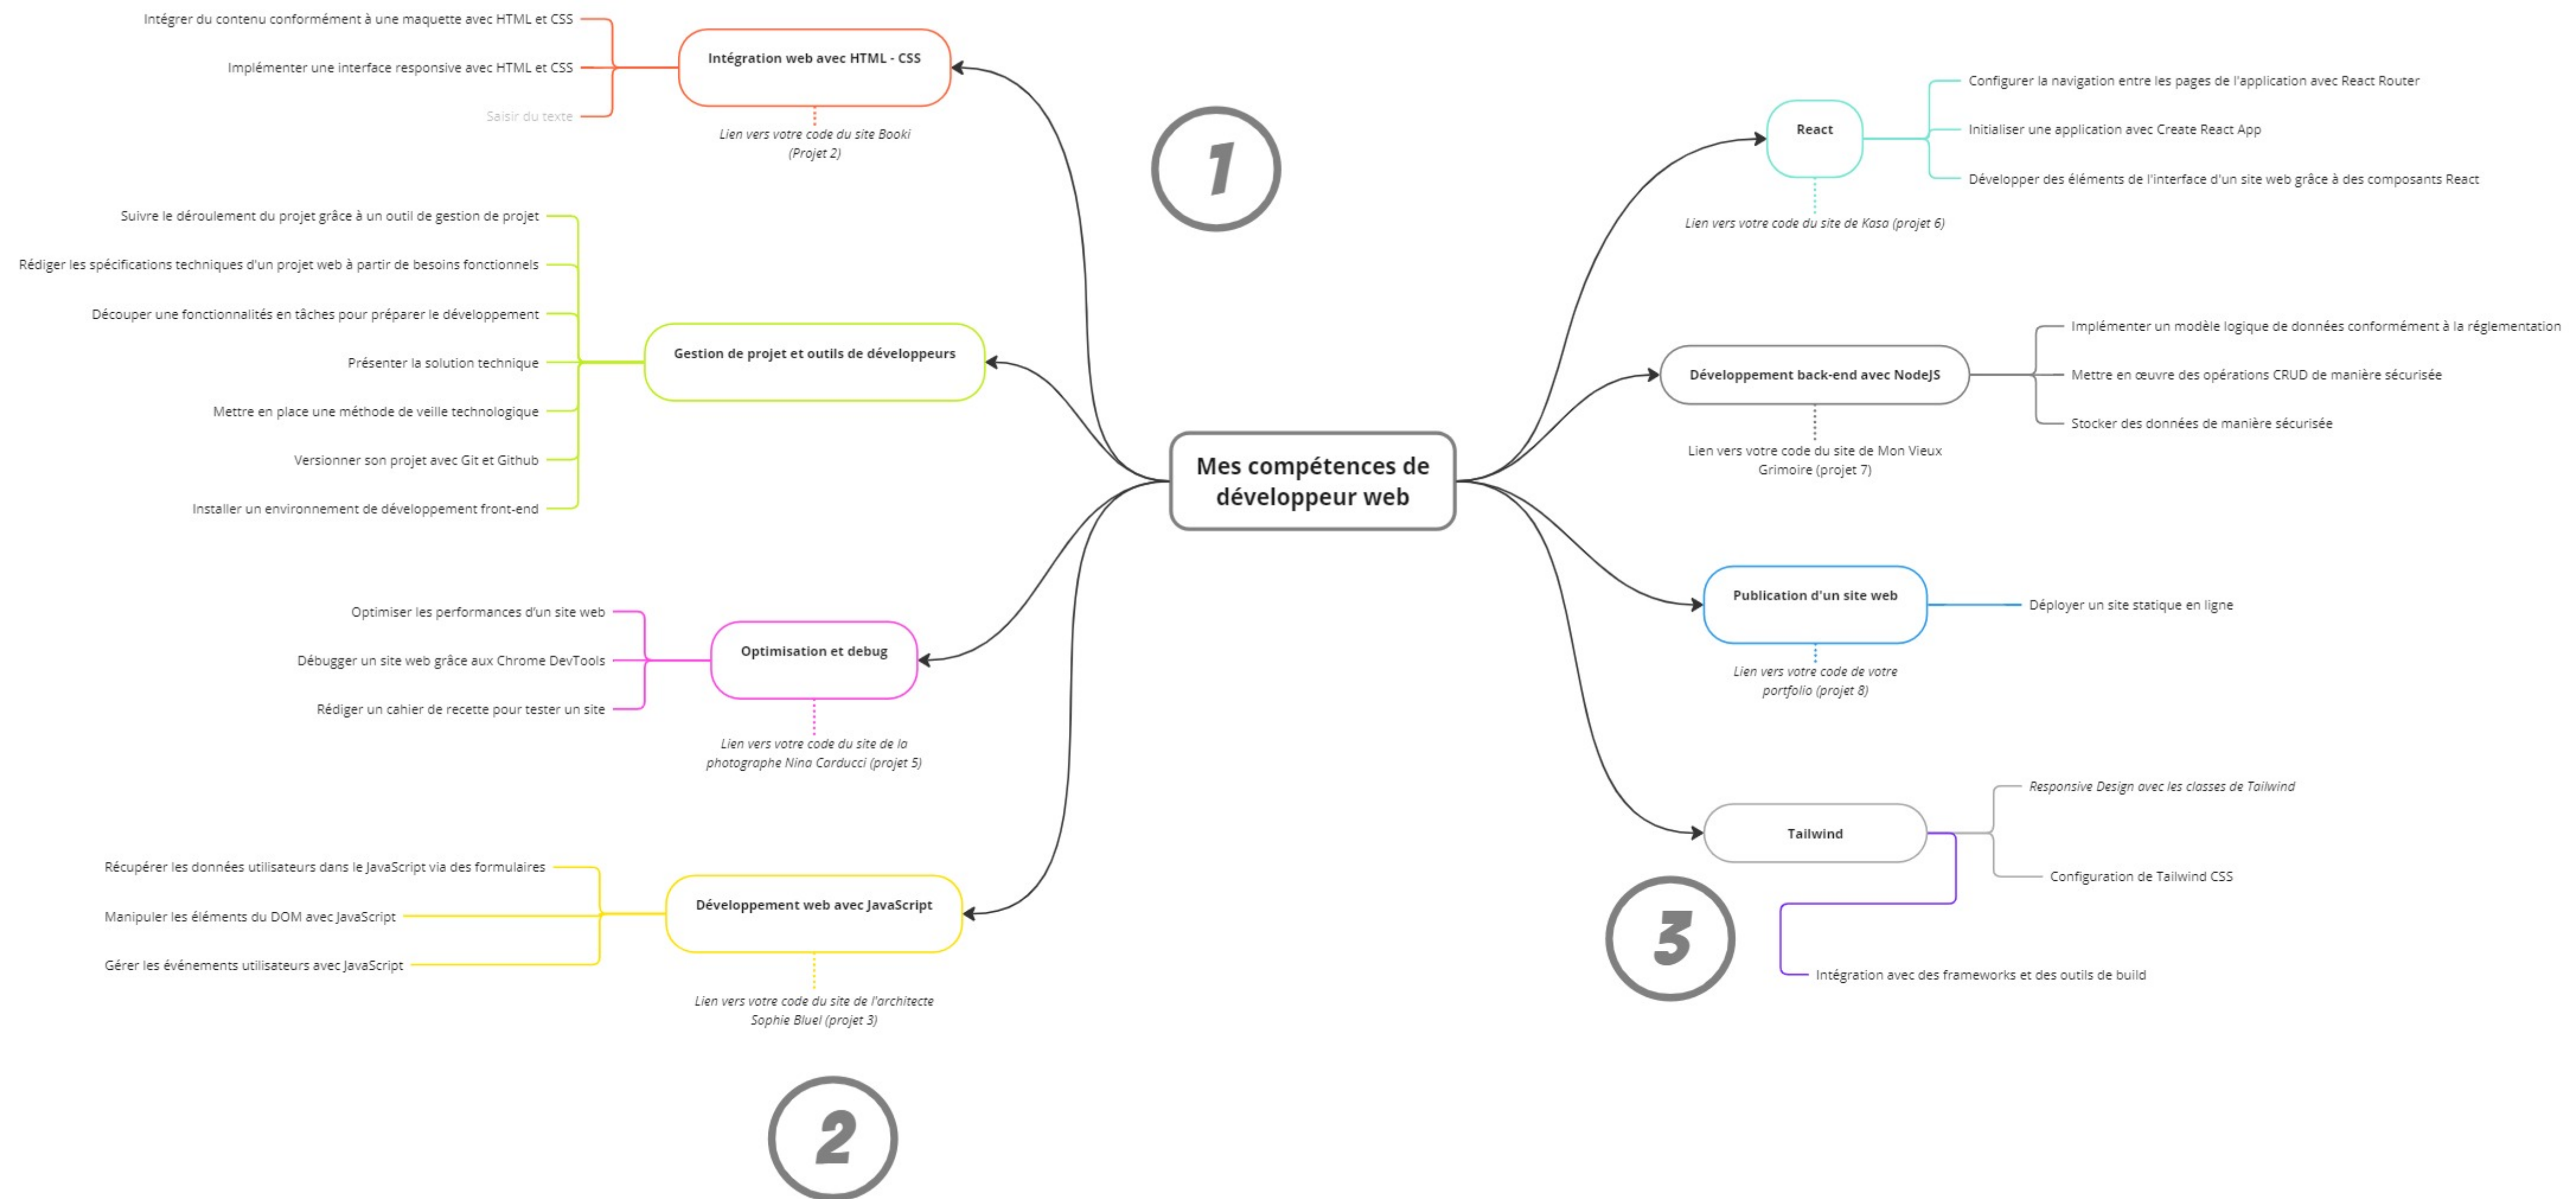 Intégrer du contenu conformément à une maquette avec HTML et CSS
Implémenter une interface responsive avec HTML et CSS
Saisir du texte
Intégration web avec HTML - CSS
Lien vers votre code du site Booki
(Projet 2)
1
Suivre le déroulement du projet grâce à un outil de gestion de projet
Rédiger les spécifications techniques d'un projet web à partir de besoins fonctionnels
Découper une fonctionnalités en tâches pour préparer le développement
Présenter la solution technique
Mettre en place une méthode de veille technologique
Versionner son projet avec Git et Github
Installer un environnement de développement front-end
Gestion de projet et outils de développeurs
Optimiser les performances d'un site web
Débugger un site web grâce aux Chrome DevTools
Rédiger un cahier de recette pour tester un site
Optimisation et debug
Lien vers votre code du site de la
photographe Nina Carducci (projet 5)
Récupérer les données utilisateurs dans le JavaScript via des formulaires
Manipuler les éléments du DOM avec JavaScript
Gérer les événements utilisateurs avec JavaScript
Développement web avec JavaScript
Lien vers votre code du site de l'architecte
Sophie Bluel (projet 3)
2
Mes compétences de
développeur web
React
Configurer la navigation entre les pages de l'application avec React Router
Initialiser une application avec Create React App
Développer des éléments de l'interface d'un site web grâce à des composants React
Lien vers votre code du site de Kasa (projet 6)
Développement back-end avec NodeJS
Implémenter un modèle logique de données conformément à la réglementation
Mettre en œuvre des opérations CRUD de manière sécurisée
Stocker des données de manière sécurisée
Lien vers votre code du site de Mon Vieux
Grimoire (projet 7)
Publication d'un site web
Déployer un site statique en ligne
Lien vers votre code de votre
portfolio (projet 8)
Tailwind
Responsive Design avec les classes de Tailwind
Configuration de Tailwind CSS
Intégration avec des frameworks et des outils de build
3